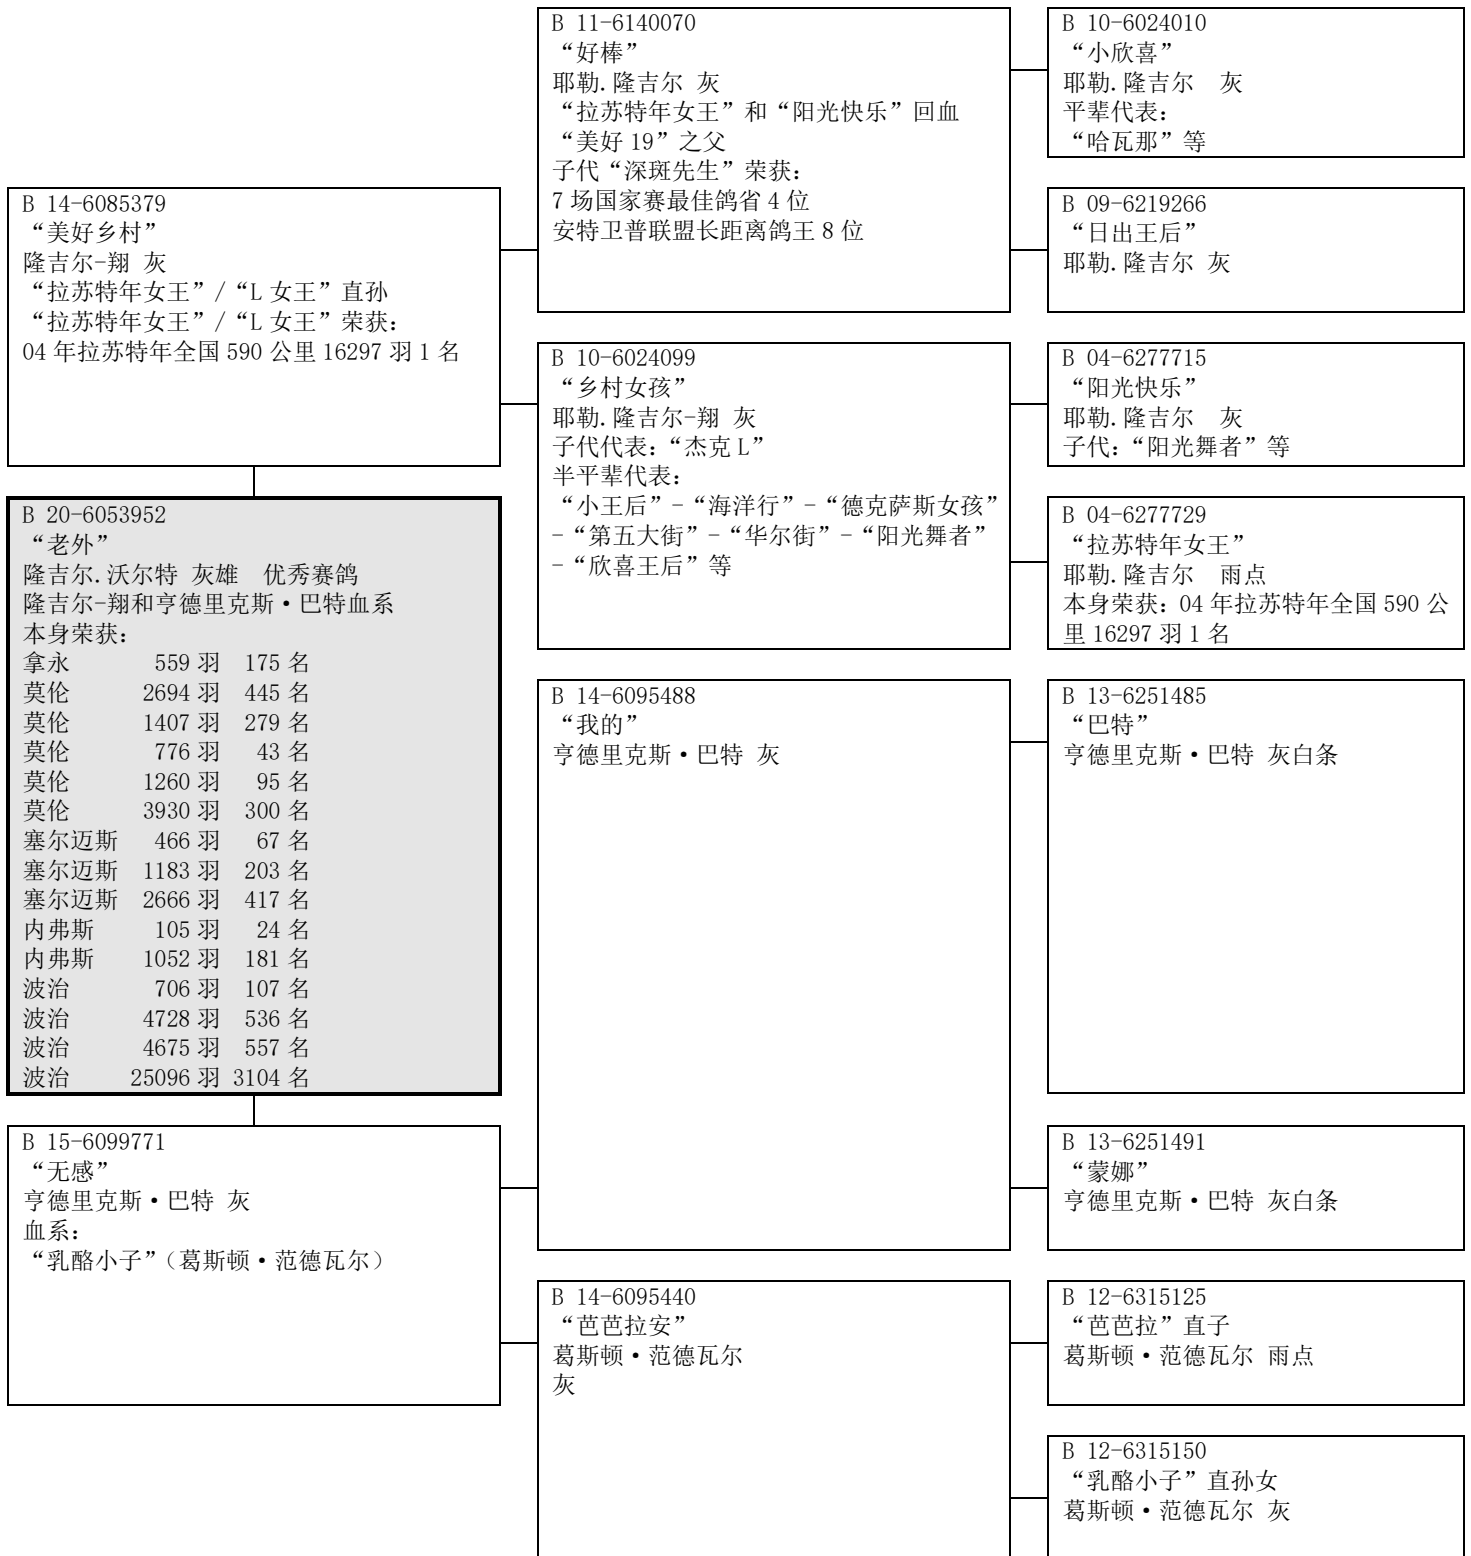 B 14-6085379
“美好乡村”
隆吉尔-翔 灰
“拉苏特年女王”/“L 女王”直孙
“拉苏特年女王”/“L 女王”荣获：
04 年拉苏特年全国 590 公里 16297 羽 1 名
B 20-6053952
“老外”
隆吉尔.沃尔特 灰雄 优秀赛鸽
隆吉尔-翔和亨德里克斯·巴特血系
本身荣获：
拿永 559 羽 175 名
莫伦 2694 羽 445 名
莫伦 1407 羽 279 名
莫伦 776 羽 43 名
莫伦 1260 羽 95 名
莫伦 3930 羽 300 名
塞尔迈斯 466 羽 67 名
塞尔迈斯 1183 羽 203 名
塞尔迈斯 2666 羽 417 名
内弗斯 105 羽 24 名
内弗斯 1052 羽 181 名
波治 706 羽 107 名
波治 4728 羽 536 名
波治 4675 羽 557 名
波治 25096 羽 3104 名
B 15-6099771
“无感”
亨德里克斯·巴特 灰
血系：
“乳酪小子”（葛斯顿·范德瓦尔）
B 11-6140070
“好棒”
耶勒.隆吉尔 灰
“拉苏特年女王”和“阳光快乐”回血
“美好 19”之父
子代“深斑先生”荣获：
7 场国家赛最佳鸽省 4 位
安特卫普联盟长距离鸽王 8 位
B 10-6024099
“乡村女孩”
耶勒.隆吉尔-翔 灰
子代代表：“杰克 L”
半平辈代表：
“小王后”-“海洋行”-“德克萨斯女孩”
-“第五大街”-“华尔街”-“阳光舞者”
-“欣喜王后”等
B 14-6095488
“我的”
亨德里克斯·巴特 灰
B 14-6095440
“芭芭拉安”
葛斯顿·范德瓦尔
灰
B 10-6024010
“小欣喜”
耶勒.隆吉尔 灰
平辈代表：
“哈瓦那”等
B 09-6219266
“日出王后”
耶勒.隆吉尔 灰
B 04-6277715
“阳光快乐”
耶勒.隆吉尔 灰
子代：“阳光舞者”等
B 04-6277729
“拉苏特年女王”
耶勒.隆吉尔 雨点
本身荣获：04 年拉苏特年全国 590 公
里 16297 羽 1 名
B 13-6251485
“巴特”
亨德里克斯·巴特 灰白条
B 13-6251491
“蒙娜”
亨德里克斯·巴特 灰白条
B 12-6315125
“芭芭拉”直子
葛斯顿·范德瓦尔 雨点
B 12-6315150
“乳酪小子”直孙女
葛斯顿·范德瓦尔 灰